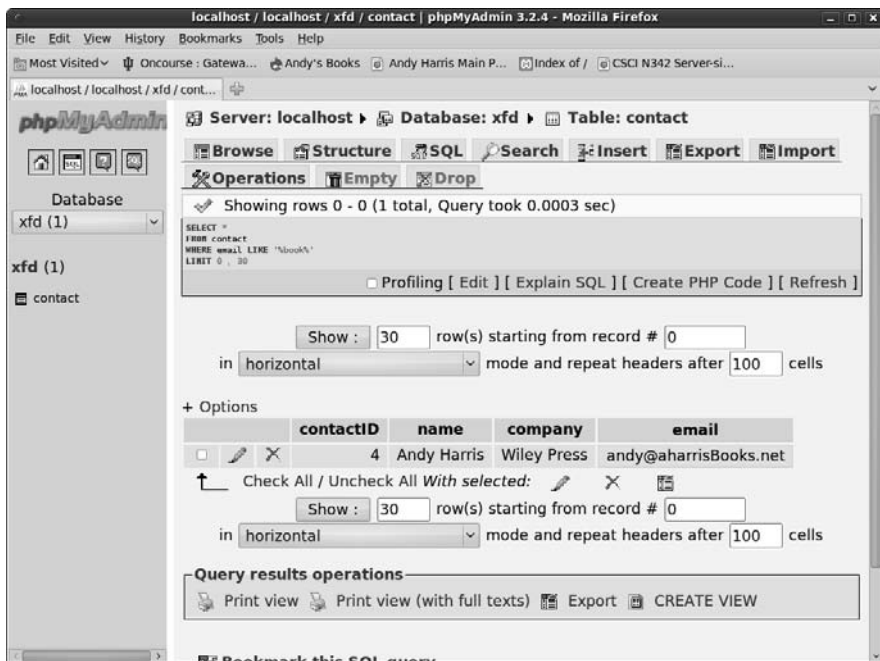 localhost / localhost / xfd / contact | phpMyAdmin 3.2.4 - Mozilla Firefox
File Edit View History Bookmarks Tools Help
Most Visited Oncourse : Gatewa... Andy's Books Andy Harris Main P... Index of / CSCI N342 Server-si...
localhost / localhost / xfd / cont...
phpMyAdmin
Database
xfd (1)
xfd (1)
contact
Server: localhost Database: xfd Table: contact
Browse Structure SQL Search Insert Export Import
Operations Empty Drop
Showing rows 0 - 0 (1 total, Query took 0.0003 sec)
SELECT *
FROM contact
WHERE email LIKE '%book%'
LIMIT 0 , 30
Profiling [ Edit ] [ Explain SQL ] [ Create PHP Code ] [ Refresh ]
Show : 30 row(s) starting from record # 0
in horizontal mode and repeat headers after 100 cells
+ Options
contactID name company email
4 Andy Harris Wiley Press andy@aharrisBooks.net
Check All / Uncheck All With selected:
Show : 30 row(s) starting from record # 0
in horizontal mode and repeat headers after 100 cells
Query results operations
Print view Print view (with full texts) Export CREATE VIEW
Bookmark this SQL query